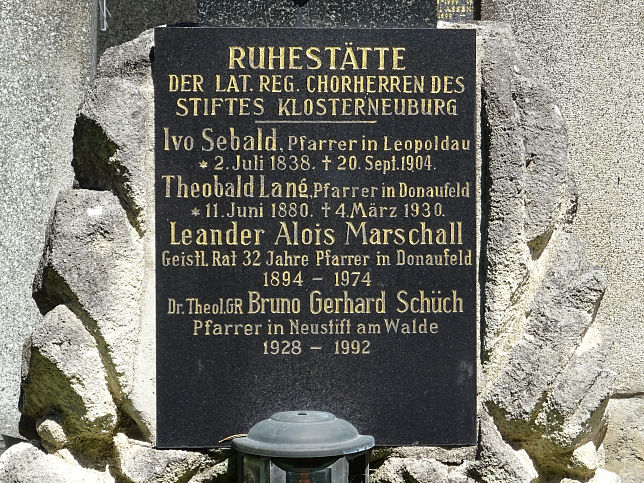 RUHESTÄTTE
DER LAT. REG. CHORHERREN DES
STIFTES KLOSTERNEUBURG
Ivo Sebald, Pfarrer in Leopoldau
* 2. Juli 1838. † 20. Sept. 1904.
Theobald Lang, Pfarrer in Donaufeld
* 11. Juni 1880. † 4. März 1930.
Leander Alois Marschall
Geistl. Rat 32 Jahre Pfarrer in Donaufeld
1894 – 1974
Dr. Theol. GR Bruno Gerhard Schüch
Pfarrer in Neustift am Walde
1928 – 1992